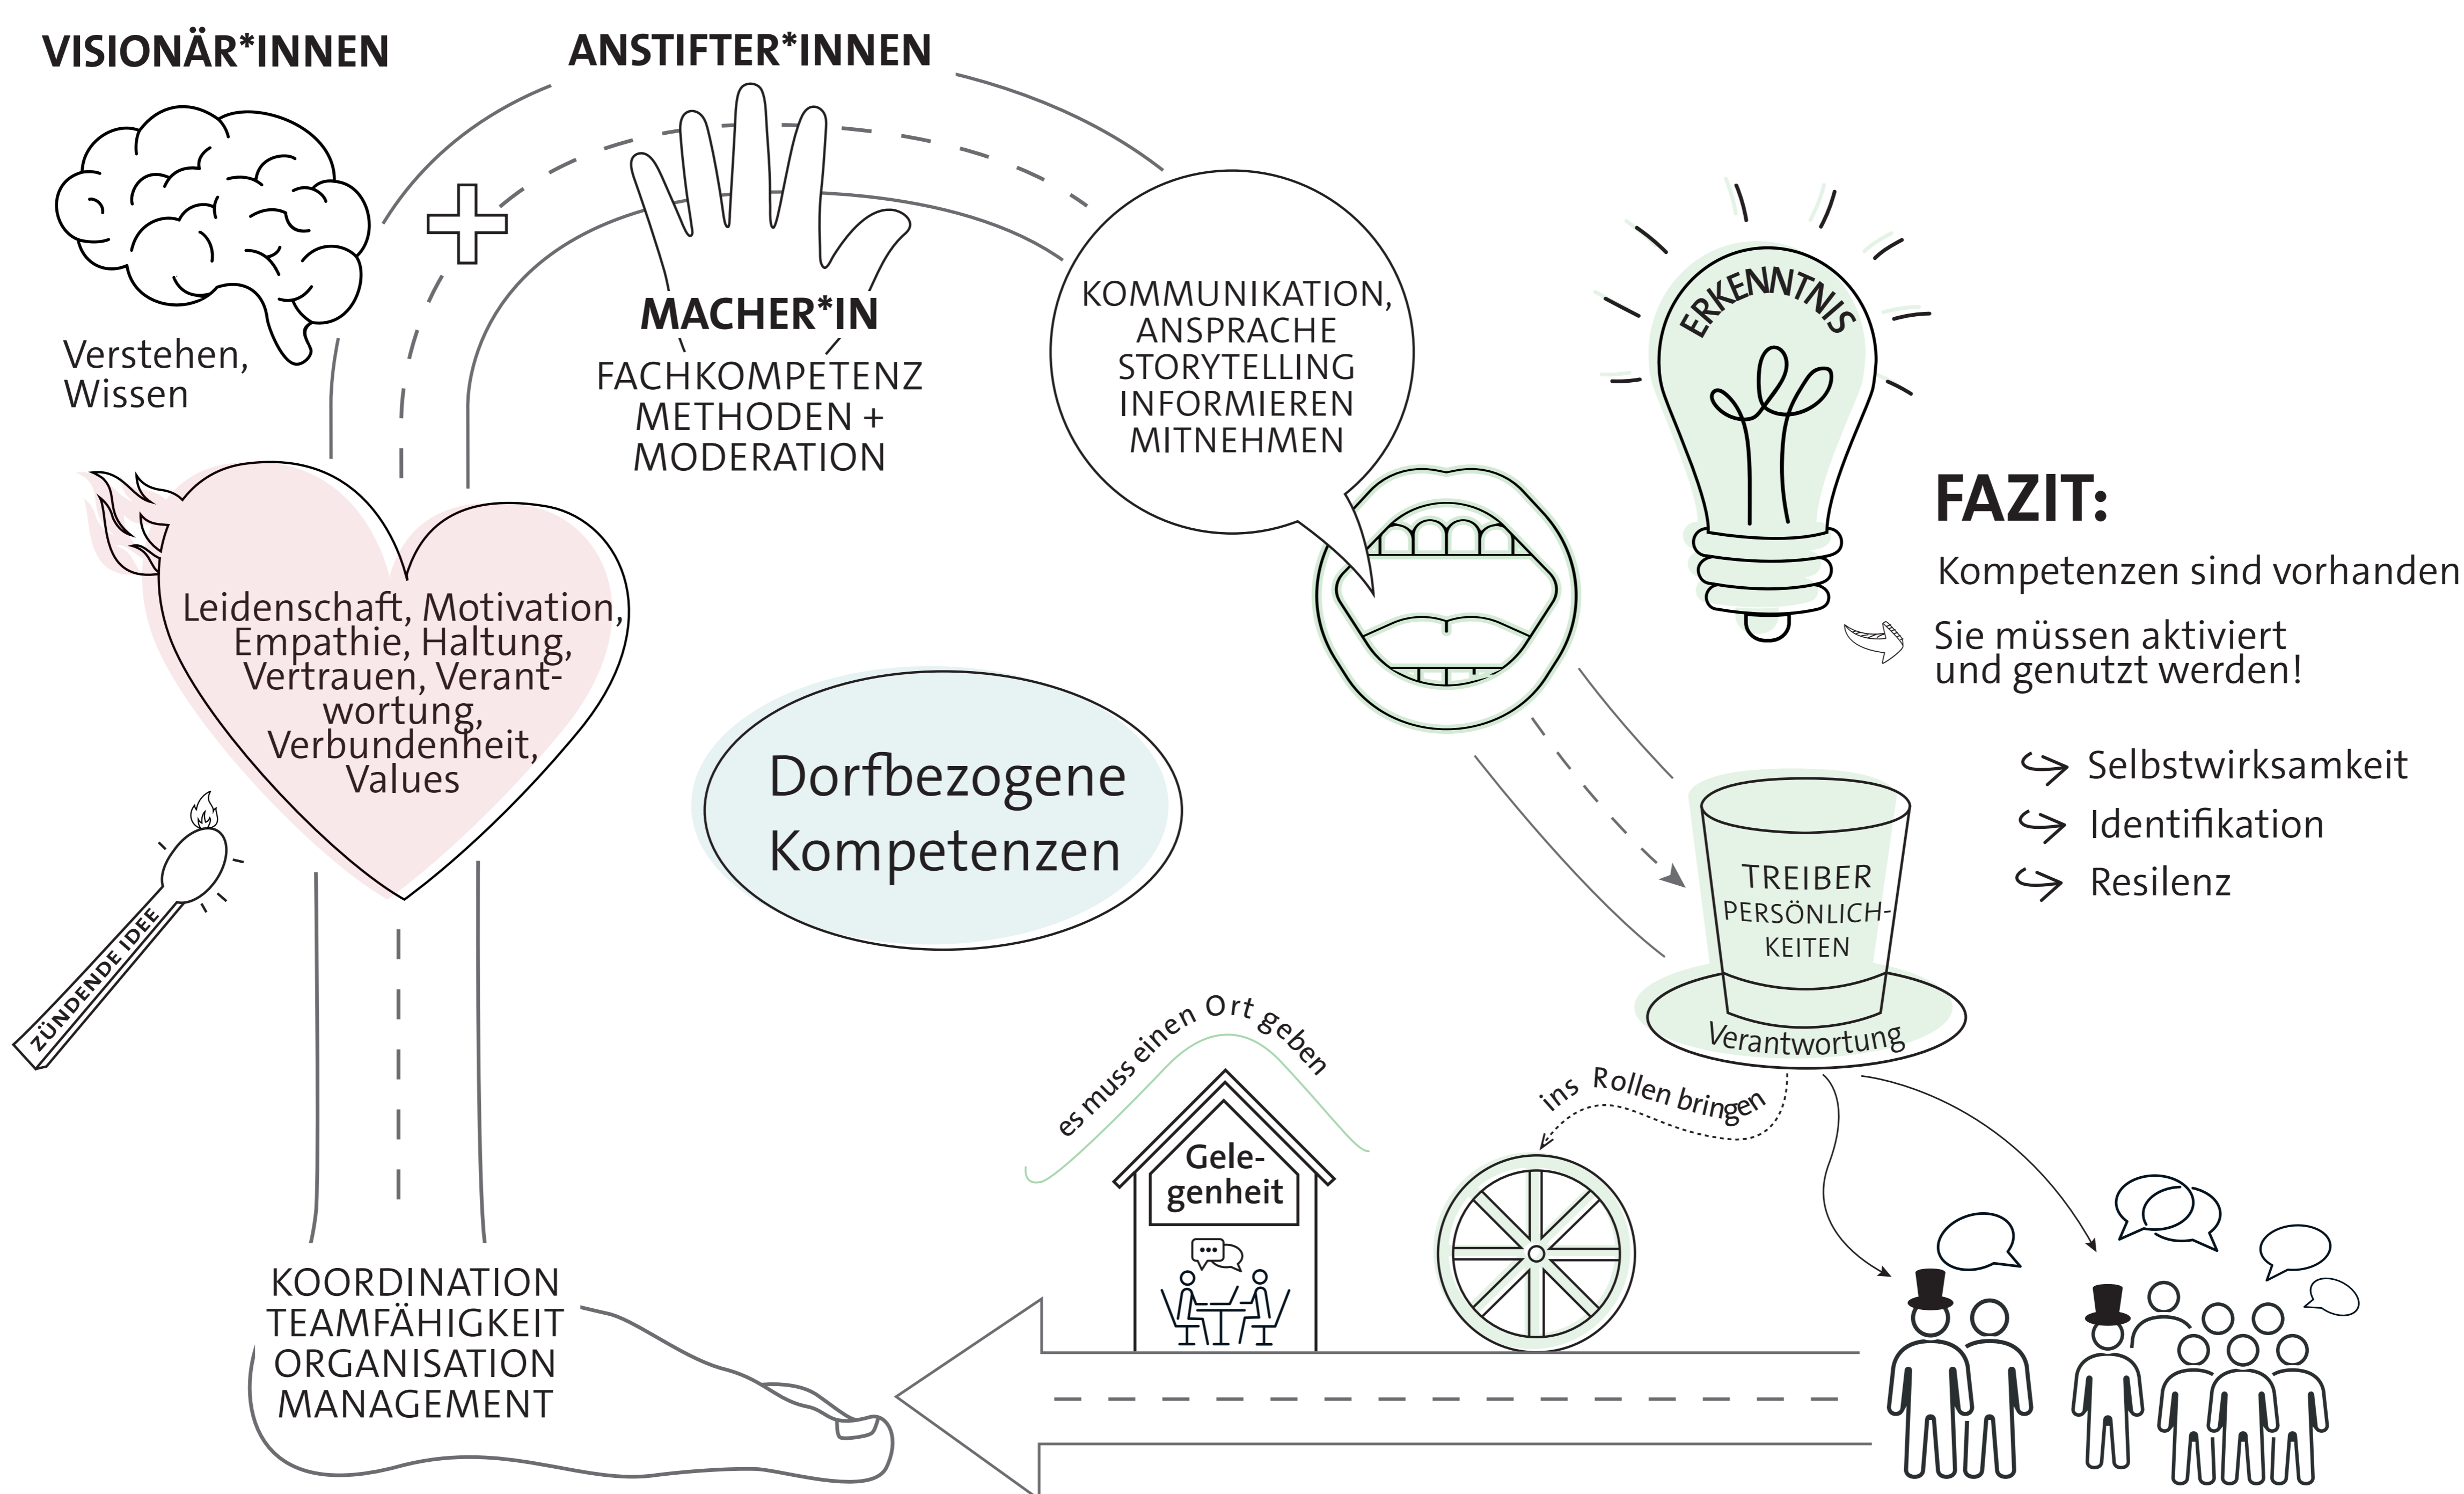 VISIONÄR*INNEN
ANSTIFTER*INNEN
Verstehen,
Wissen
MACHER*IN
FACHKOMPETENZ
METHODEN +
MODERATION
KOMMUNIKATION,
ANSPRACHE
STORYTELLING
INFORMIEREN
MITNEHMEN
ERKENNTNIS
FAZIT:
Kompetenzen sind vorhanden
Sie müssen aktiviert
und genutzt werden!
Selbstwirksamkeit
Identifikation
Resilenz
Leidenschaft, Motivation,
Empathie, Haltung,
Vertrauen, Verant-
wortung,
Verbundenheit,
Values
ZÜNDENDE IDEE
Dorfbezogene
Kompetenzen
TREIBER
PERSÖNLICH-
KEITEN
Verantwortung
ins Rollen bringen
es muss einen Ort geben
Gele-
genheit
KOORDINATION
TEAMFÄHIGKEIT
ORGANISATION
MANAGEMENT